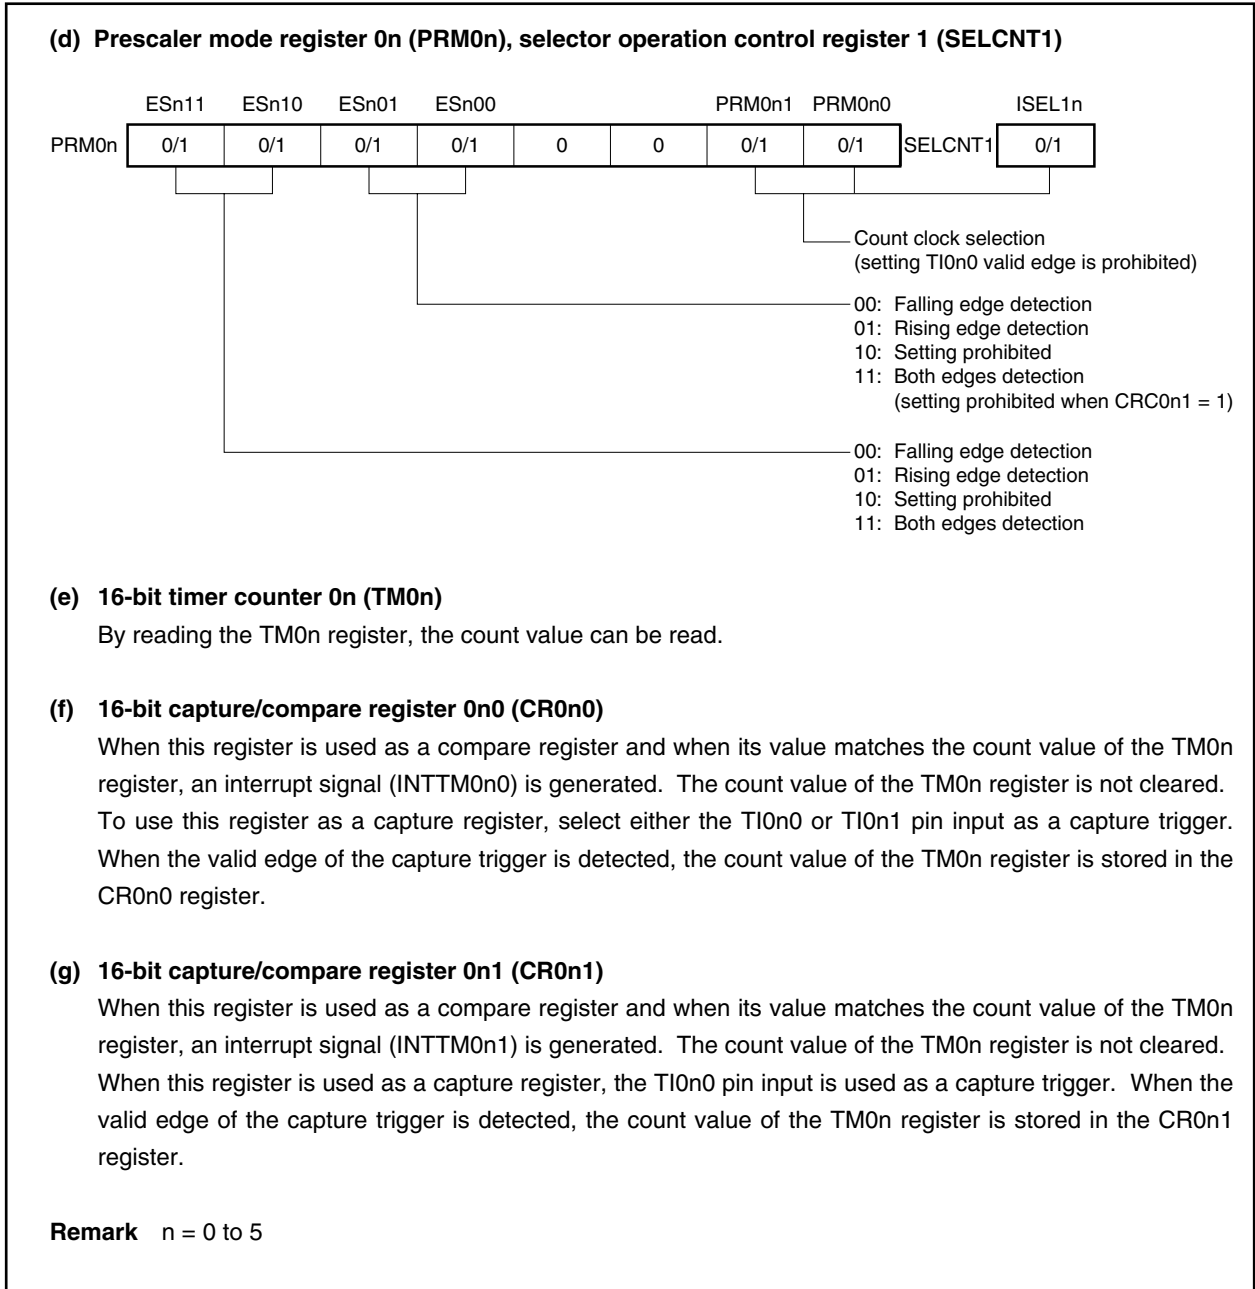 (d) Prescaler mode register 0n (PRM0n), selector operation control register 1 (SELCNT1)
ESn11 ESn10 ESn01 ESn00 PRM0n1 PRM0n0 ISEL1n
PRM0n 0/1 0/1 0/1 0/1 0 0 0/1 0/1 SELCNT1 0/1
Count clock selection
(setting TI0n0 valid edge is prohibited)
00: Falling edge detection
01: Rising edge detection
10: Setting prohibited
11: Both edges detection
(setting prohibited when CRC0n1 = 1)
00: Falling edge detection
01: Rising edge detection
10: Setting prohibited
11: Both edges detection
(e) 16-bit timer counter 0n (TM0n)
By reading the TM0n register, the count value can be read.
(f) 16-bit capture/compare register 0n0 (CR0n0)
When this register is used as a compare register and when its value matches the count value of the TM0n
register, an interrupt signal (INTTM0n0) is generated. The count value of the TM0n register is not cleared.
To use this register as a capture register, select either the TI0n0 or TI0n1 pin input as a capture trigger.
When the valid edge of the capture trigger is detected, the count value of the TM0n register is stored in the
CR0n0 register.
(g) 16-bit capture/compare register 0n1 (CR0n1)
When this register is used as a compare register and when its value matches the count value of the TM0n
register, an interrupt signal (INTTM0n1) is generated. The count value of the TM0n register is not cleared.
When this register is used as a capture register, the TI0n0 pin input is used as a capture trigger. When the
valid edge of the capture trigger is detected, the count value of the TM0n register is stored in the CR0n1
register.
Remark n = 0 to 5